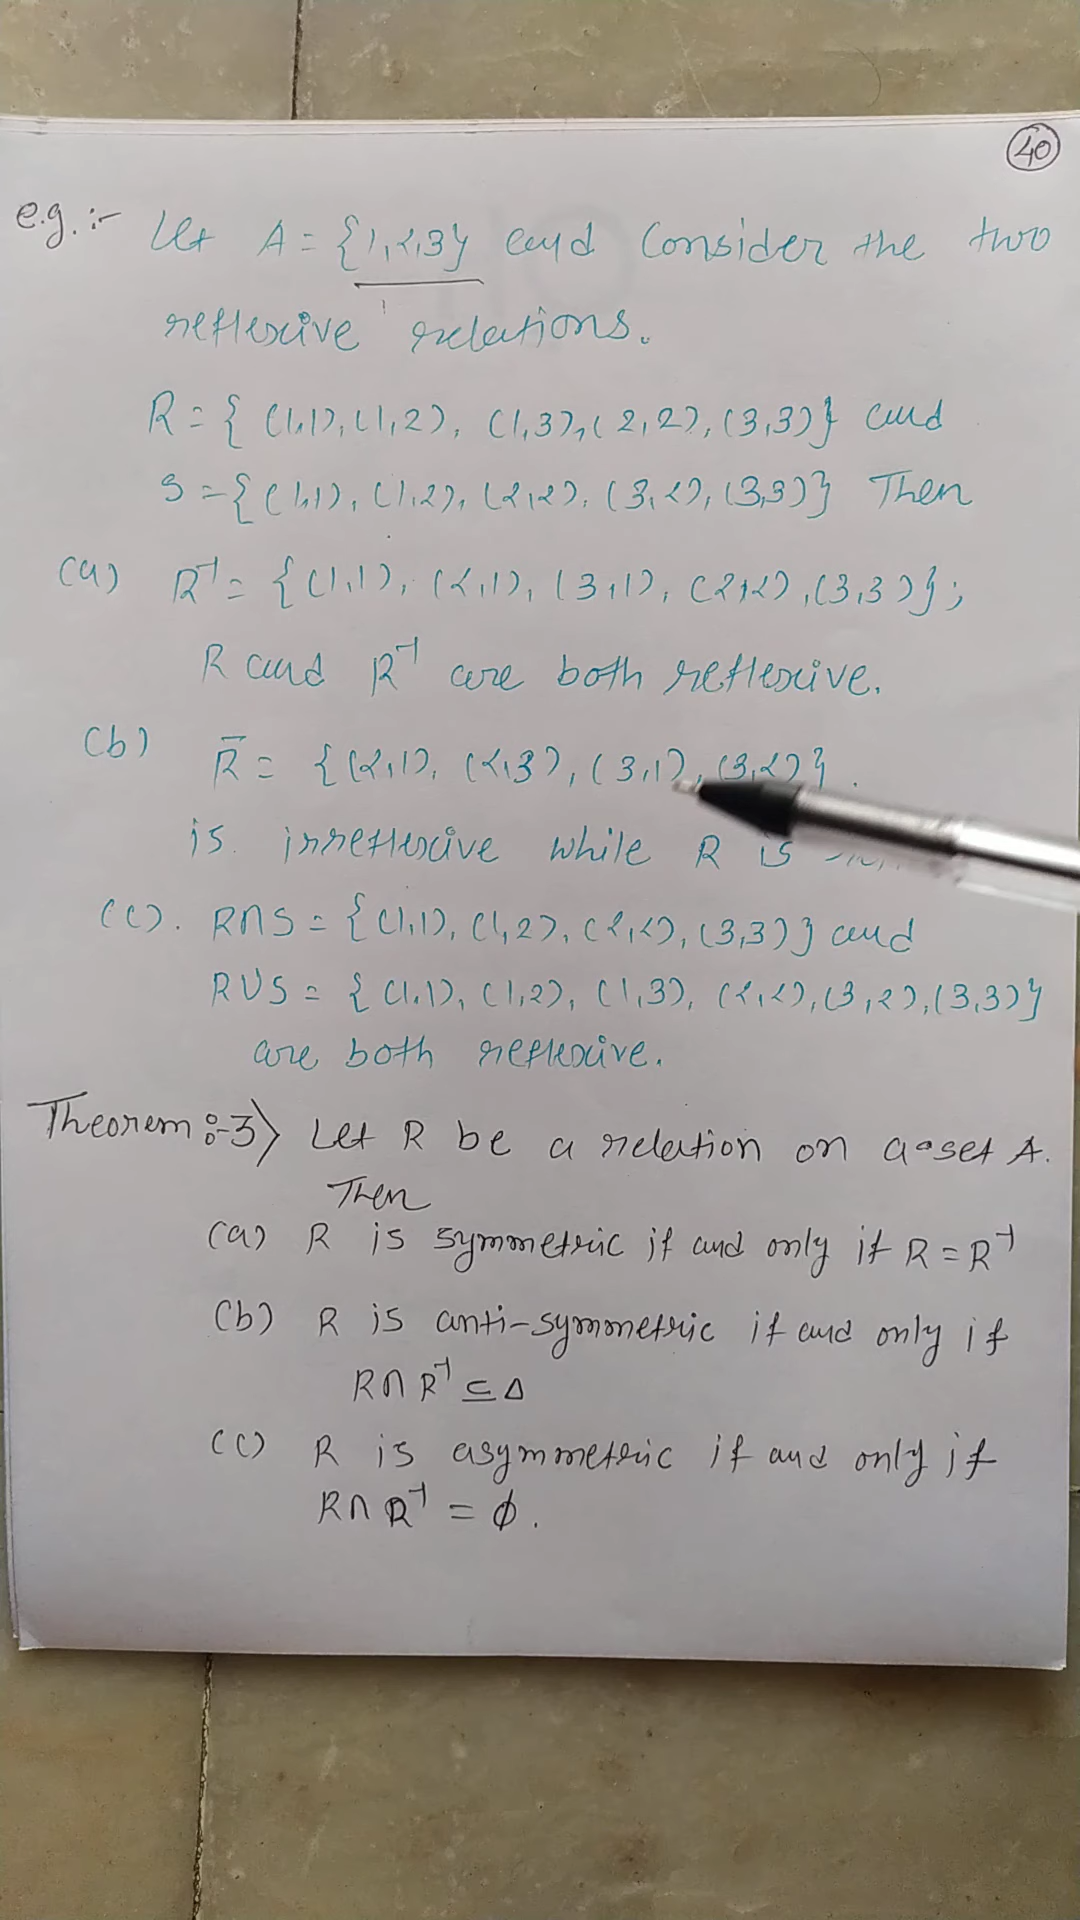 40
e.g. :- Let A = {1,2,3} and Consider the two
reflexive relations.
R = { (1,1), (1,2), (1,3), (2,2), (3,3)} and
S = { (1,1), (1,2), (2,2), (3,2), (3,3)} Then
(a) R⁻¹ = { (1,1), (2,1), (3,1), (2,2), (3,3)};
R and R⁻¹ are both reflexive.
(b) R̄ = { (2,1), (2,3), (3,1), (3,2)}.
is irreflexive while R is
(c). R∩S = { (1,1), (1,2), (2,2), (3,3)} and
R∪S = { (1,1), (1,2), (1,3), (2,2), (3,2), (3,3)}
are both reflexive.
Theorem :-3) Let R be a relation on a set A.
Then
(a) R is symmetric if and only if R = R⁻¹
(b) R is anti-symmetric if and only if
R∩R⁻¹ ⊆ Δ
(c) R is asymmetric if and only if
R∩R⁻¹ = ϕ.